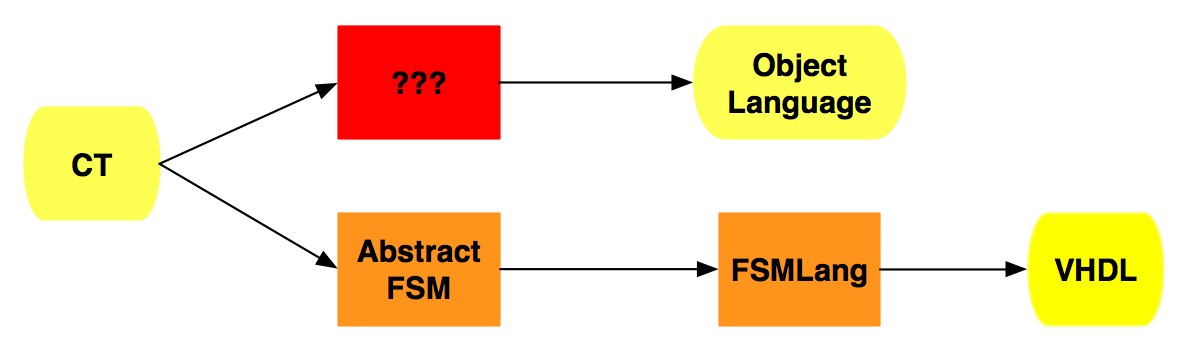 CT
???
Object
Language
Abstract
FSM
FSMLang
VHDL